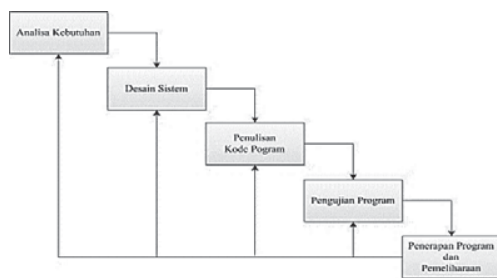 Analisa Kebutuhan
Desain Sistem
Penulisan
Kode Pogram
Pengujian Program
Penerapan Program
dan
Pemeliharaan